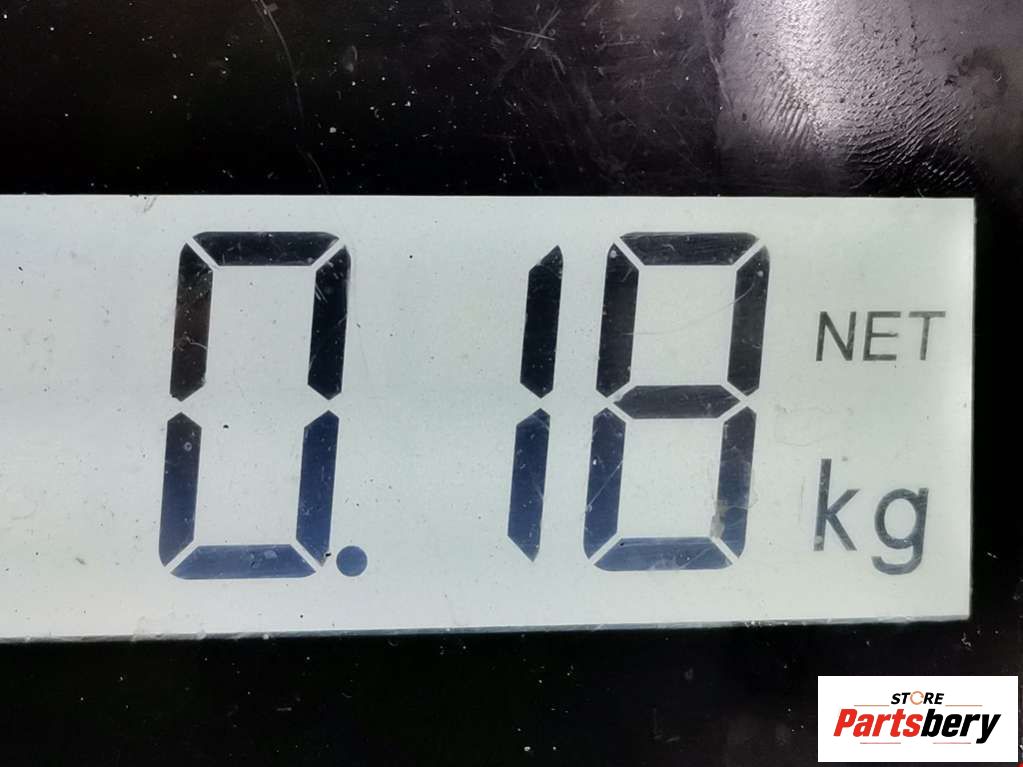 0.18 NET
kg
STORE
Partsbery